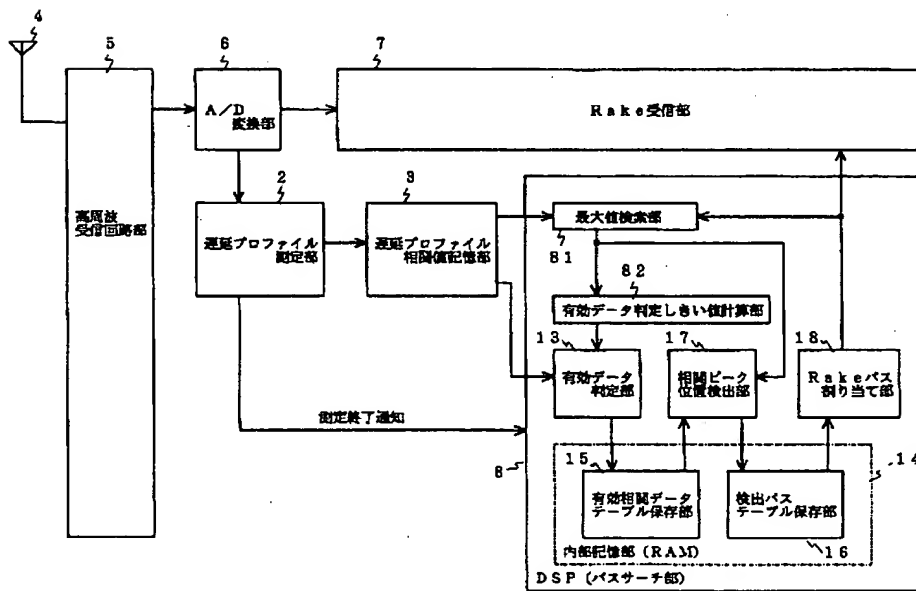 4
5
6
7
A/D
変換部
Rake受信部
2
3
高周波
受信回路部
遅延プロファイル
測定部
遅延プロファイル
相関値記憶部
最大値検索部
81
82
有効データ判定しきい値計算部
13
17
18
有効データ
判定部
相関ピーク
位置検出部
Rakeパス
割り当て部
測定終了通知
8
15
14
有効相関データ
テーブル保存部
検出パス
テーブル保存部
内部記憶部(RAM)
16
DSP(パスサーチ部)